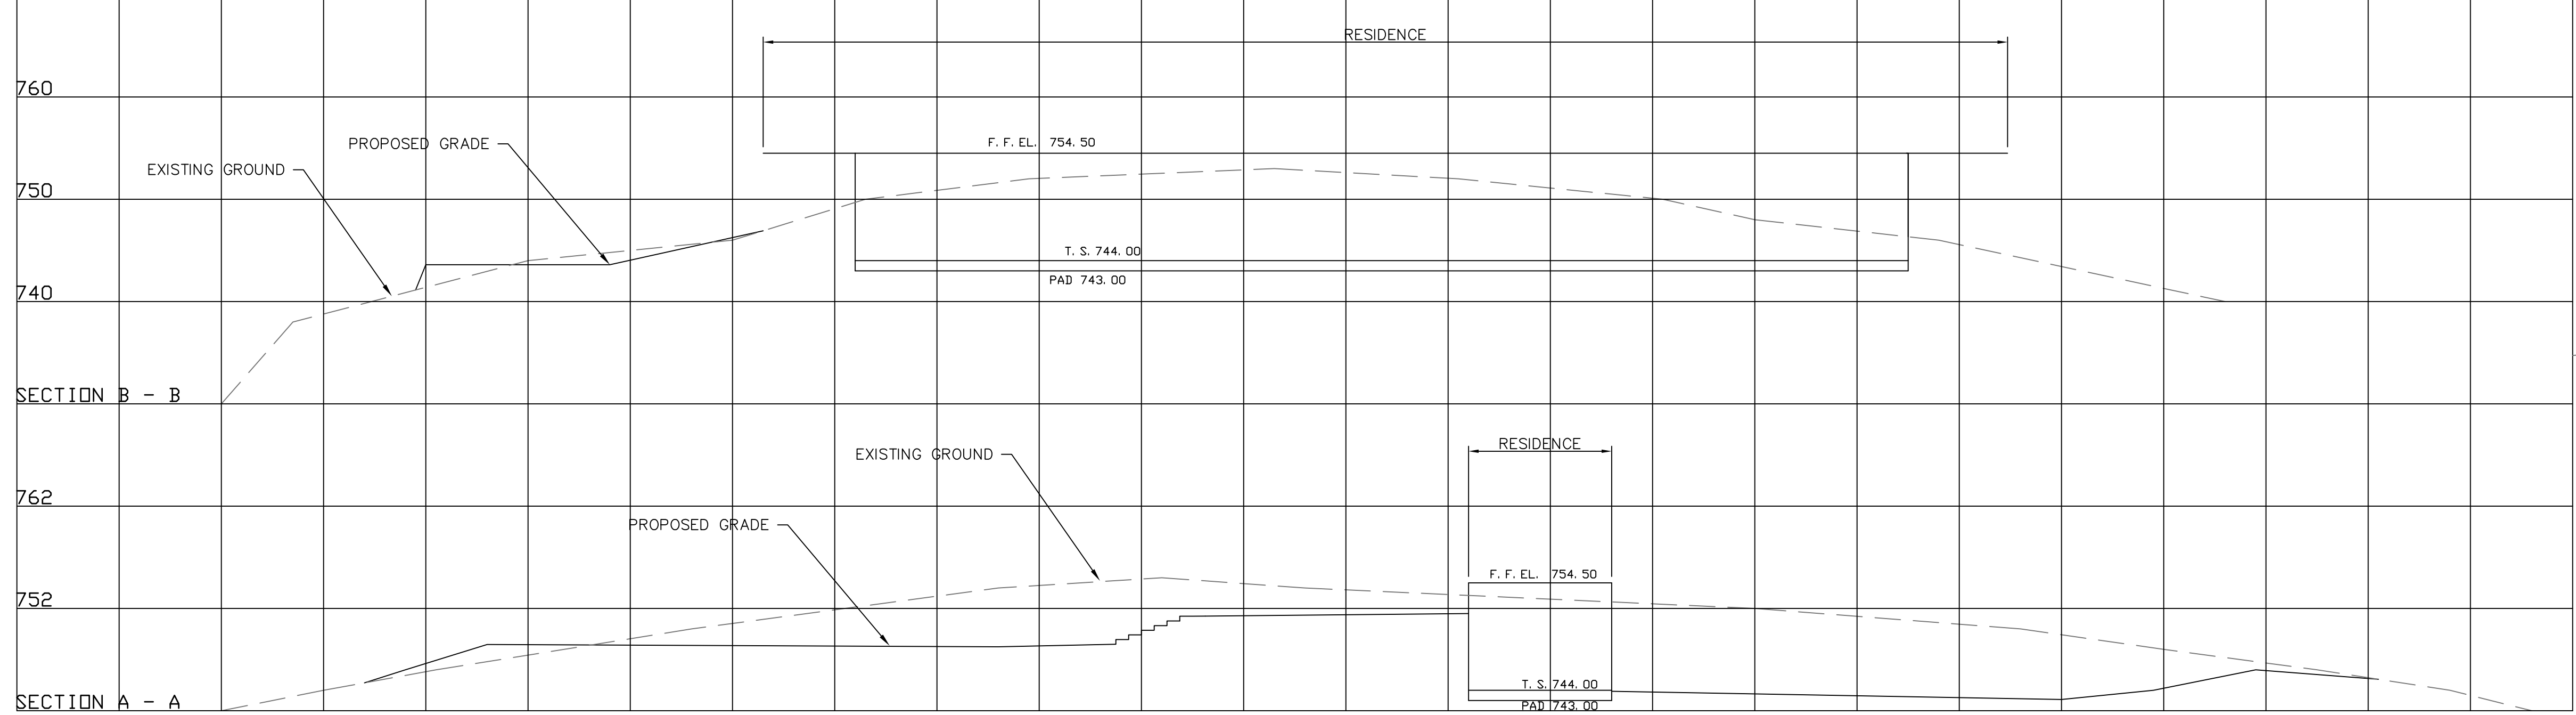 RESIDENCE
760
PROPOSED GRADE
F. F. EL. 754. 50
EXISTING GROUND
750
T. S. 744. 00
PAD 743. 00
740
SECTION B - B
RESIDENCE
EXISTING GROUND
762
PROPOSED GRADE
F. F. EL. 754. 50
752
T. S. 744. 00
SECTION A - A
PAD 743. 00